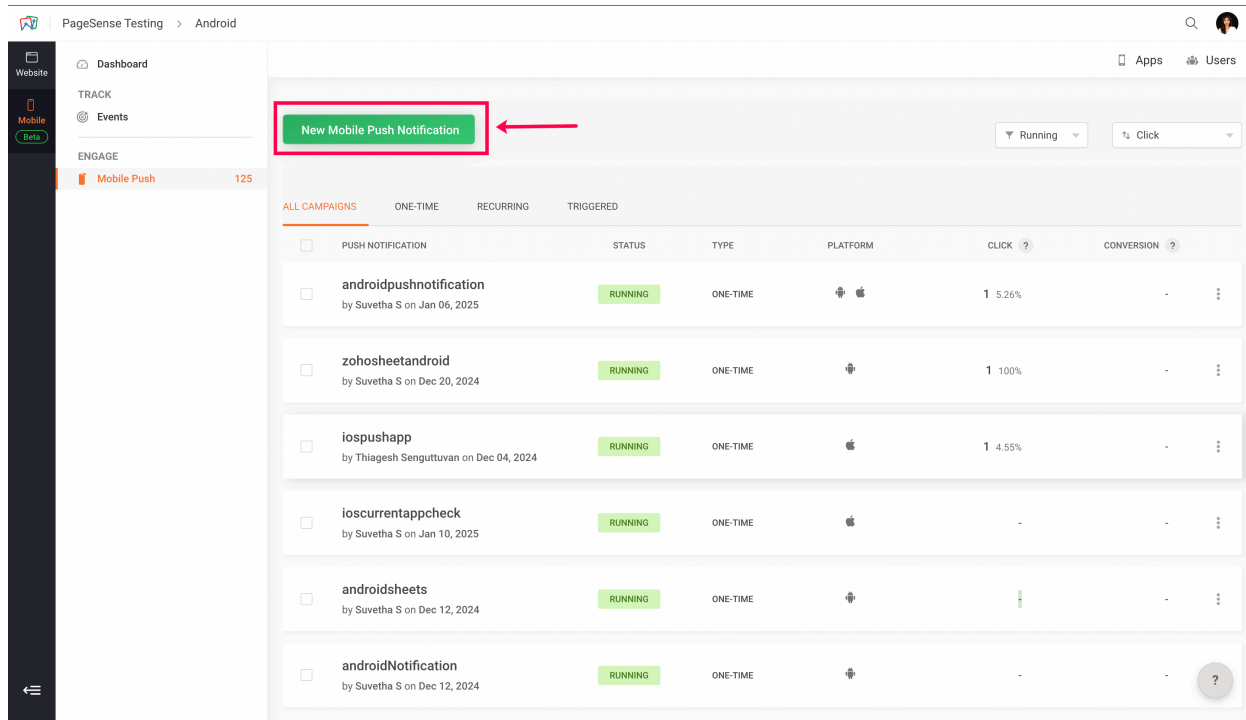 PageSense Testing > Android
Website
Mobile
Beta
Dashboard
TRACK
Events
ENGAGE
Mobile Push 125
Apps Users
New Mobile Push Notification
Running Click
ALL CAMPAIGNS ONE-TIME RECURRING TRIGGERED
PUSH NOTIFICATION STATUS TYPE PLATFORM CLICK ? CONVERSION ?
androidpushnotification
by Suvetha S on Jan 06, 2025
RUNNING ONE-TIME 1 5.26% -
zohosheetandroid
by Suvetha S on Dec 20, 2024
RUNNING ONE-TIME 1 100% -
iospushapp
by Thiagesh Senguttuvan on Dec 04, 2024
RUNNING ONE-TIME 1 4.55% -
ioscurrentappcheck
by Suvetha S on Jan 10, 2025
RUNNING ONE-TIME - -
androidsheets
by Suvetha S on Dec 12, 2024
RUNNING ONE-TIME - -
androidNotification
by Suvetha S on Dec 12, 2024
RUNNING ONE-TIME - -
?